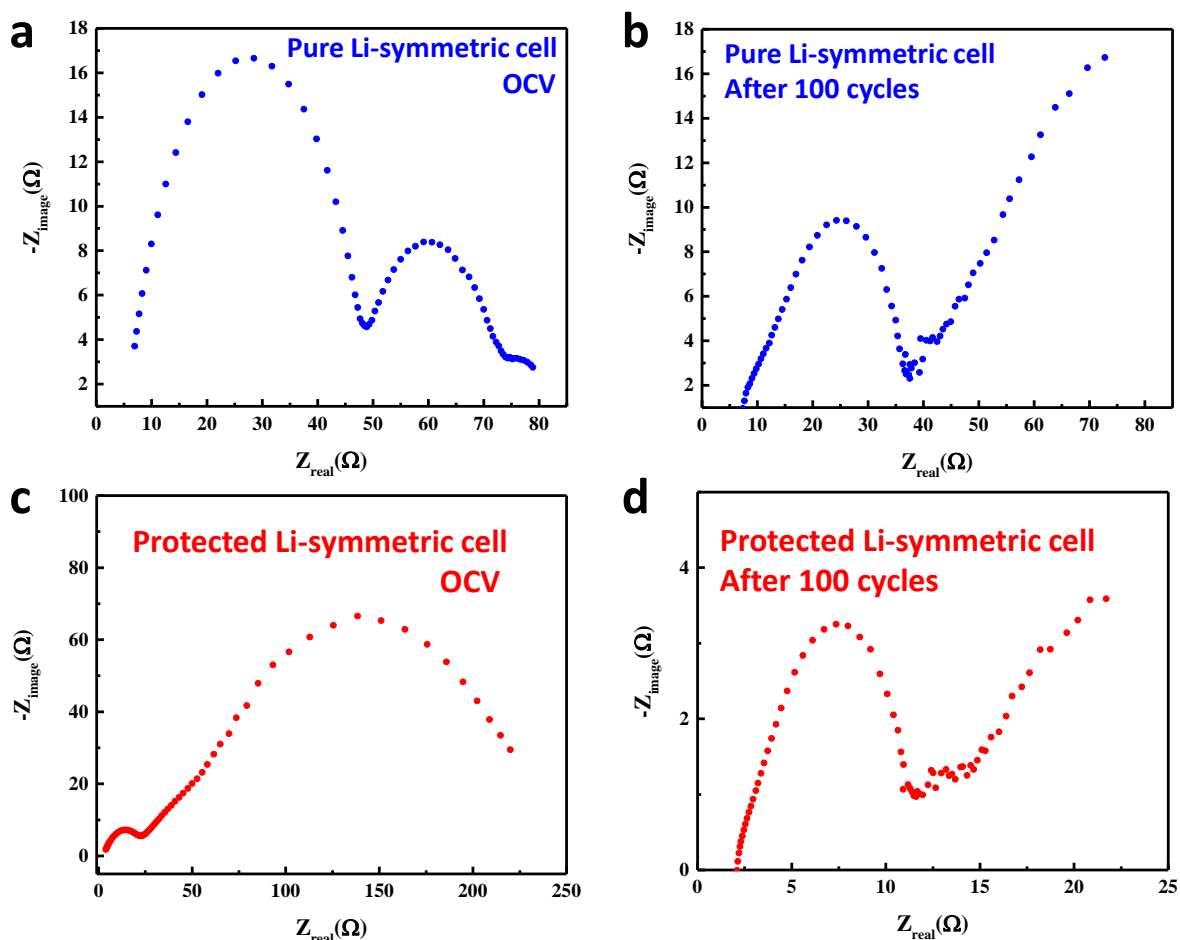 a
Pure Li-symmetric cell
OCV
18
16
14
12
10
8
6
4
2
-Zimage(Ω)
0 10 20 30 40 50 60 70 80
Zreal(Ω)
b
Pure Li-symmetric cell
After 100 cycles
18
16
14
12
10
8
6
4
2
-Zimage(Ω)
0 10 20 30 40 50 60 70 80
Zreal(Ω)
c
Protected Li-symmetric cell
OCV
100
80
60
40
20
0
-Zimage(Ω)
0 50 100 150 200 250
Zreal(Ω)
d
Protected Li-symmetric cell
After 100 cycles
4
2
0
-Zimage(Ω)
0 5 10 15 20 25
Zreal(Ω)